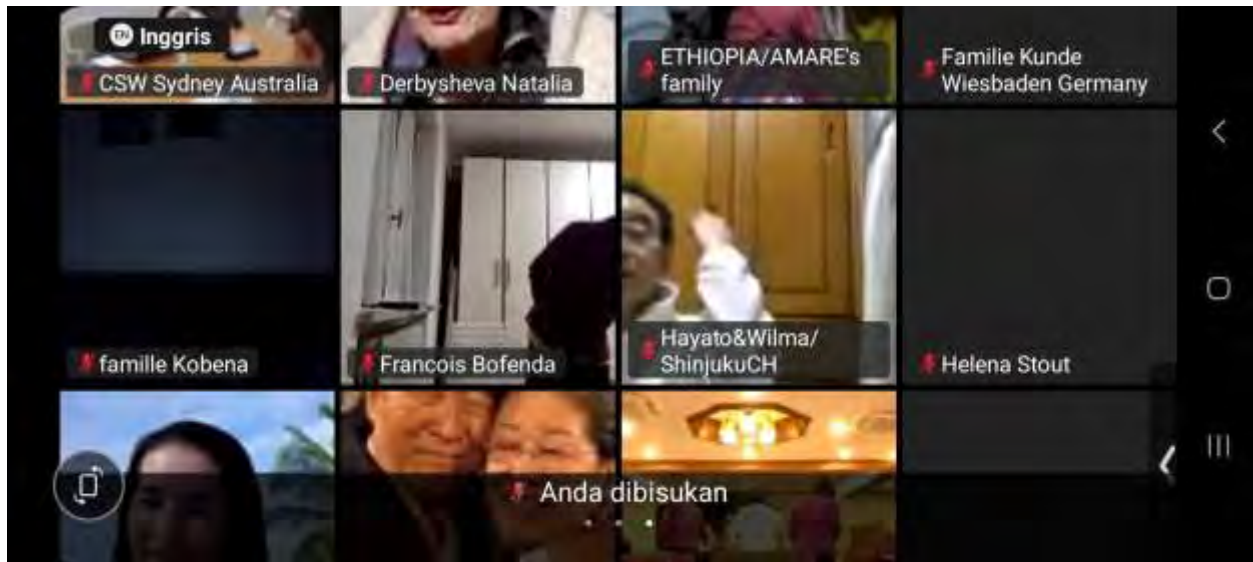 EN Inggris
CSW Sydney Australia
Derbysheva Natalia
ETHIOPIA/AMARE's
family
Familie Kunde
Wiesbaden Germany
famille Kobena
Francois Bofenda
Hayato&Wilma/
ShinjukuCH
Helena Stout
Anda dibisukan